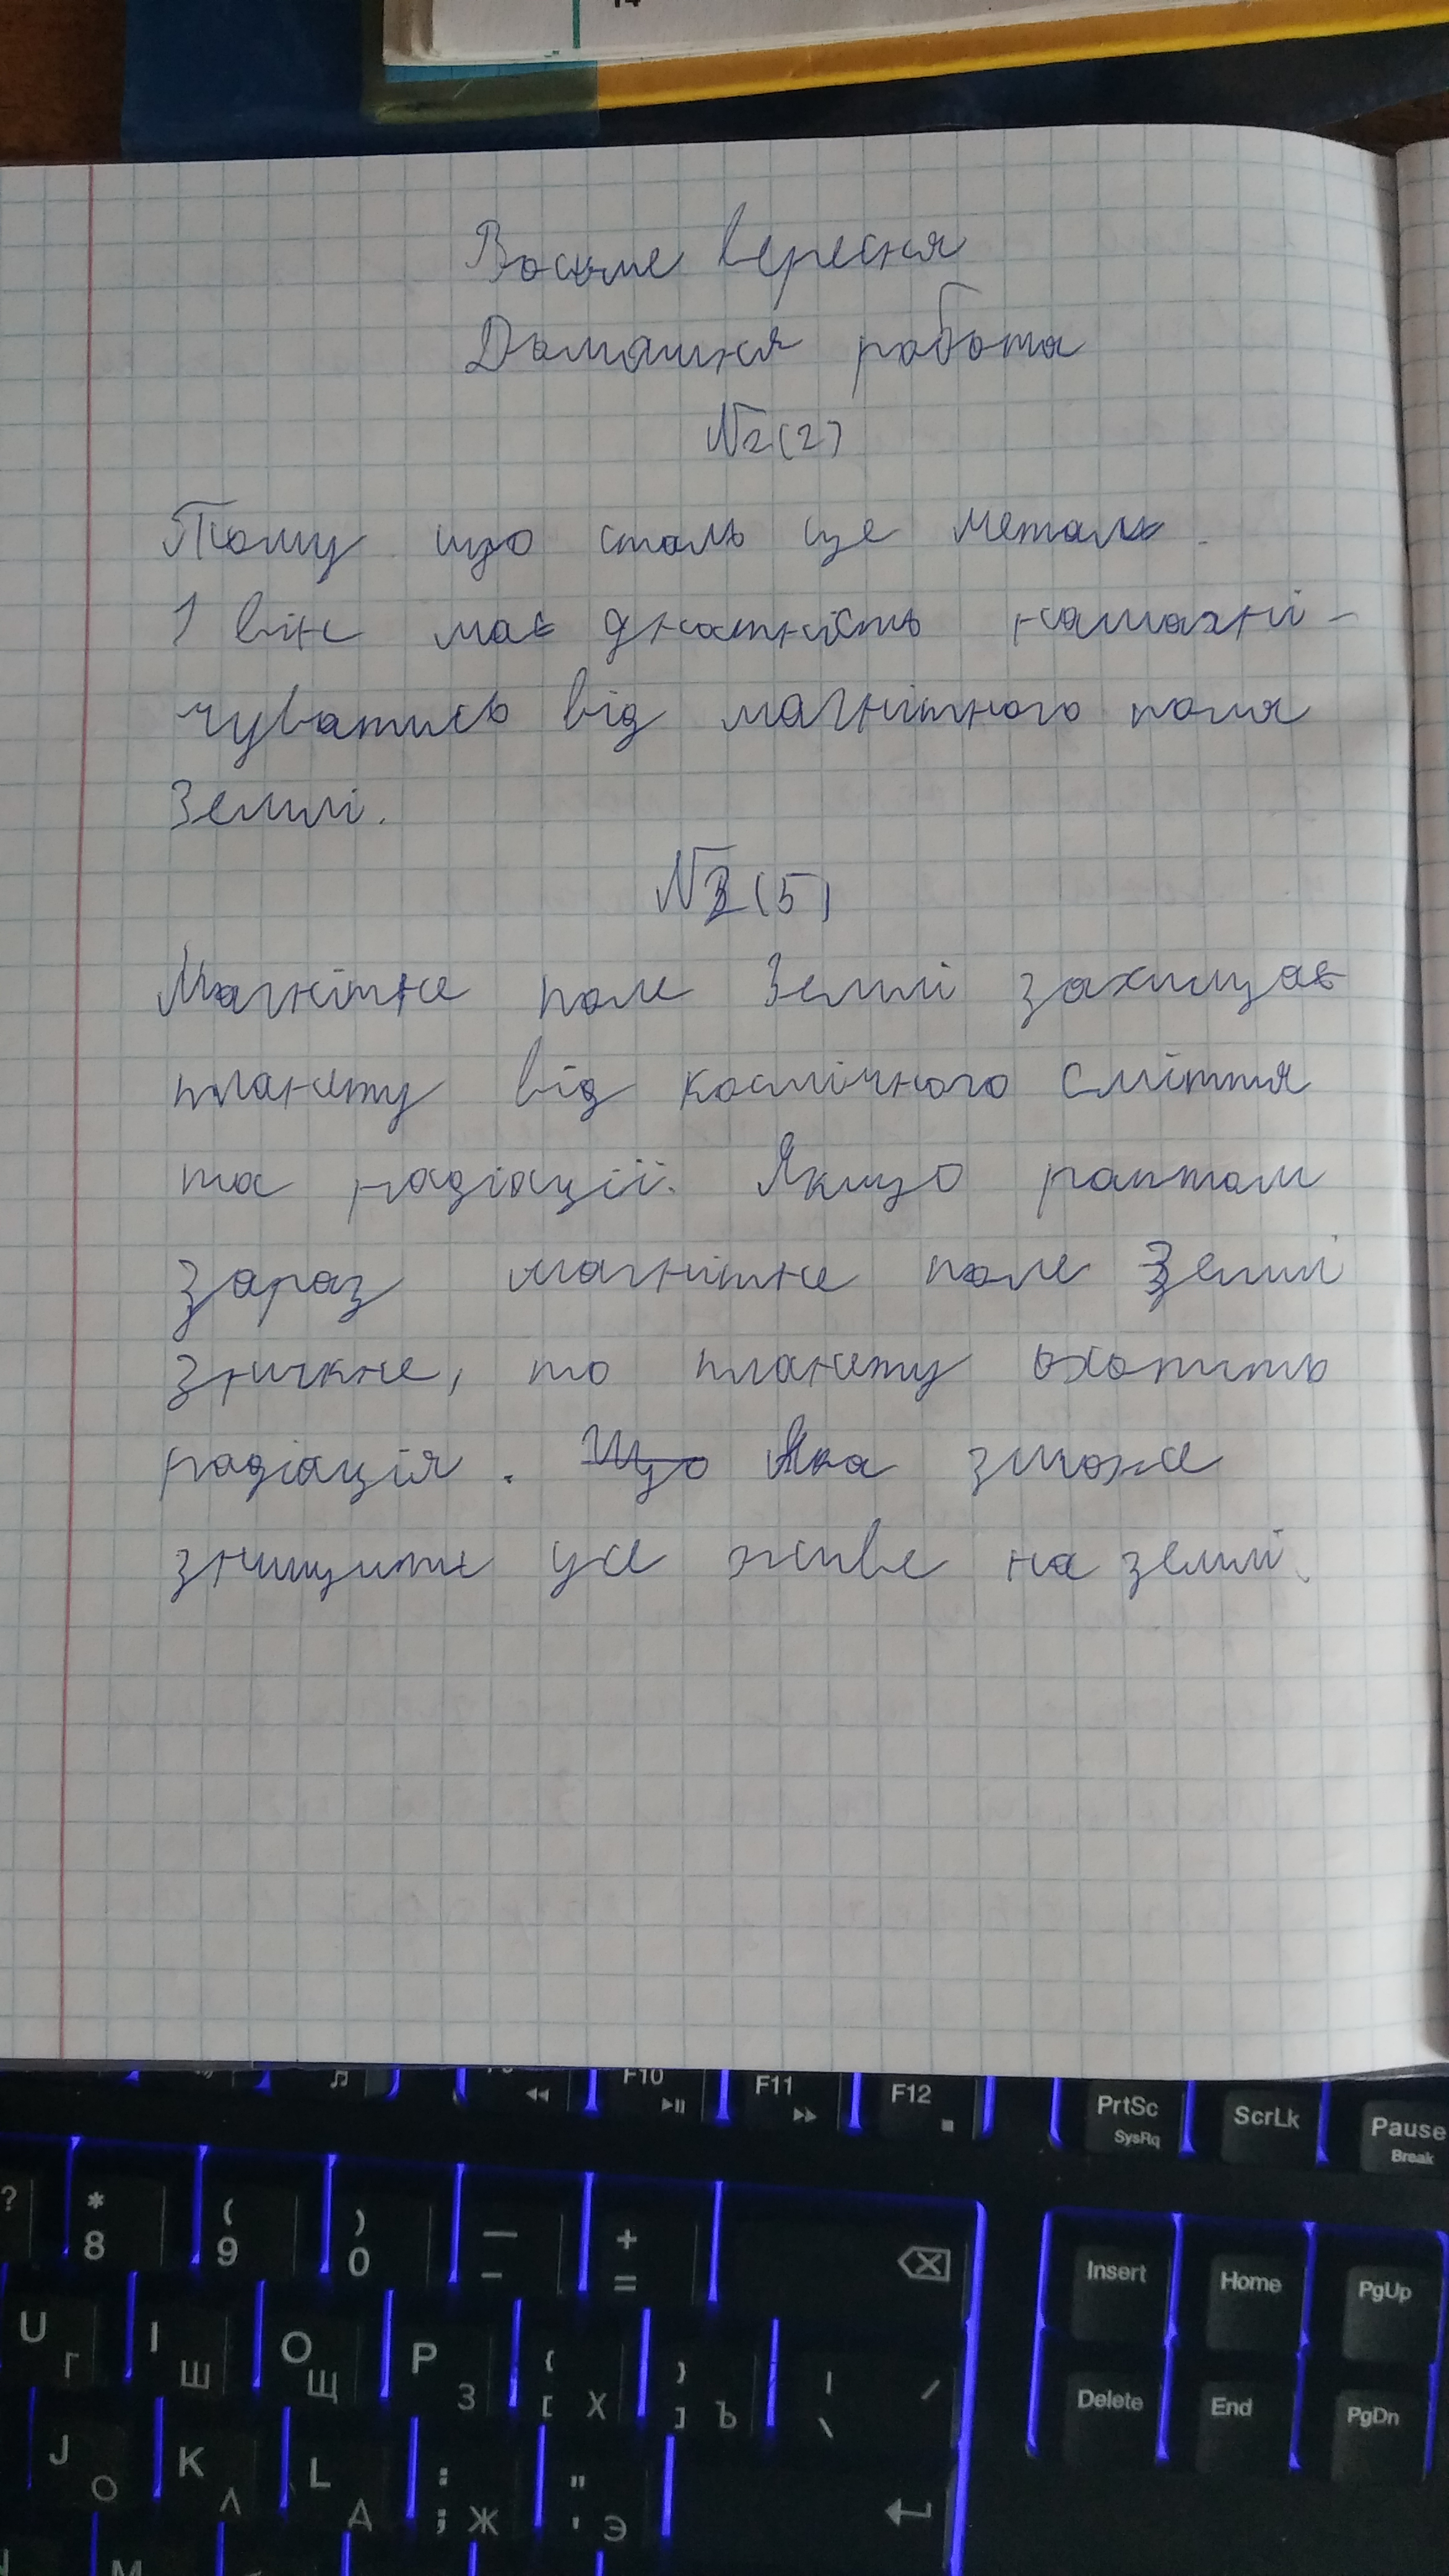 14
Восьме вересня
Домашня робота
№2(2)
Тому що сталь це метал.
І він має здатність намагні-
чуватись від магнітного поля
Землі.
№3(5)
Магнітне поле Землі захищає
планету від космічного сміття
та радіації. Якщо раптом
зараз магнітне поле Землі
зникне, то планету охопить
радіація. Що Яка зможе
знищити усе живе на землі.
F10
F11
F12
PrtSc
SysRq
ScrLk
Pause
Break
?
* 8
( 9
) 0
— -
+ =
Insert
Home
PgUp
U Г
I Ш
O Щ
P З
{ [ Х
} ] Ъ
| \ /
Delete
End
PgDn
J О
K Л
L Д
: ; Ж
" ' Э
M